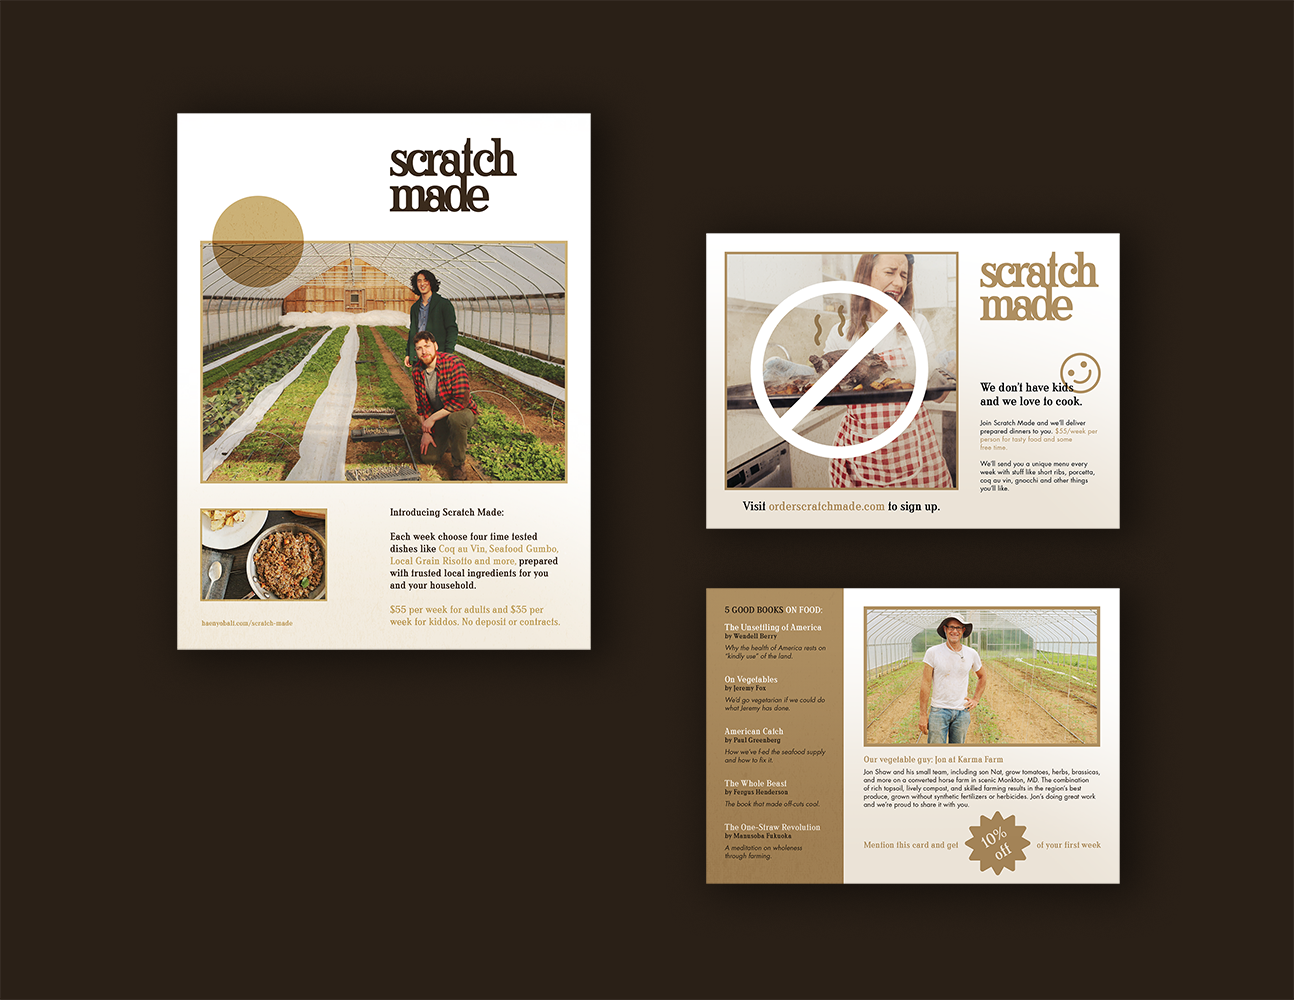 scratch
made
Introducing Scratch Made:
Each week choose four time tested
dishes like Coq au Vin, Seafood Gumbo,
Local Grain Risotto and more, prepared
with trusted local ingredients for you
and your household.
$55 per week for adults and $35 per
week for kiddos. No deposit or contracts.
haenyobalt.com/scratch-made
scratch
made
We don't have kids
and we love to cook.
Join Scratch Made and we'll deliver
prepared dinners to you. $55/week per
person for tasty food and some
free time.
We'll send you a unique menu every
week with stuff like short ribs, porcetta,
coq au vin, gnocchi and other things
you'll like.
Visit orderscratchmade.com to sign up.
5 GOOD BOOKS ON FOOD:
The Unsettling of America
by Wendell Berry
Why the health of America rests on
"kindly use" of the land.
On Vegetables
by Jeremy Fox
We'd go vegetarian if we could do
what Jeremy has done.
American Catch
by Paul Greenberg
How we've f-ed the seafood supply
and how to fix it.
The Whole Beast
by Fergus Henderson
The book that made off-cuts cool.
The One-Straw Revolution
by Manusoba Fukuoka
A meditation on wholeness
through farming.
Our vegetable guy: Jon at Karma Farm
Jon Shaw and his small team, including son Nat, grow tomatoes, herbs, brassicas,
and more on a converted horse farm in scenic Monkton, MD. The combination
of rich topsoil, lively compost, and skilled farming results in the region's best
produce, grown without synthetic fertilizers or herbicides. Jon's doing great work
and we're proud to share it with you.
Mention this card and get
10%
off
of your first week